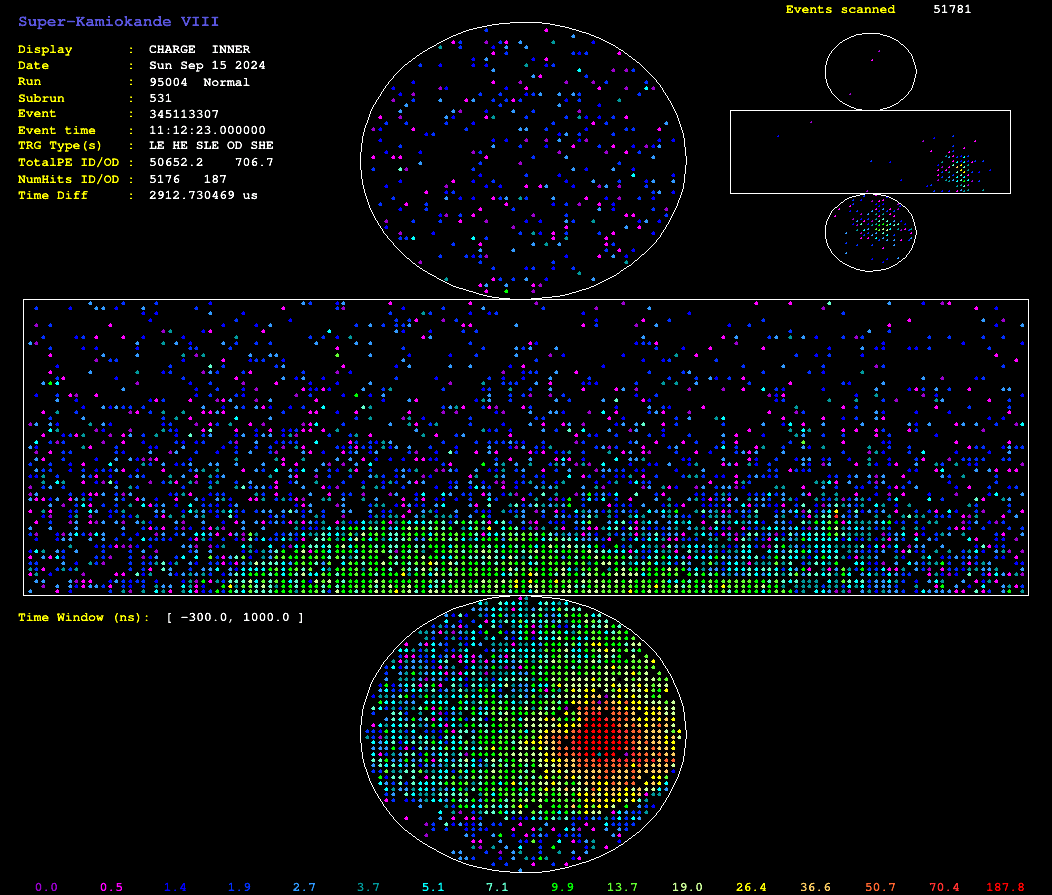 Super-Kamiokande VIII
Events scanned 51781
Display : CHARGE INNER
Date : Sun Sep 15 2024
Run : 95004 Normal
Subrun : 531
Event : 345113307
Event time : 11:12:23.000000
TRG Type(s) : LE HE SLE OD SHE
TotalPE ID/OD : 50652.2 706.7
NumHits ID/OD : 5176 187
Time Diff : 2912.730469 us
Time Window (ns): [ -300.0, 1000.0 ]
0.0 0.5 1.4 1.9 2.7 3.7 5.1 7.1 9.9 13.7 19.0 26.4 36.6 50.7 70.4 187.8